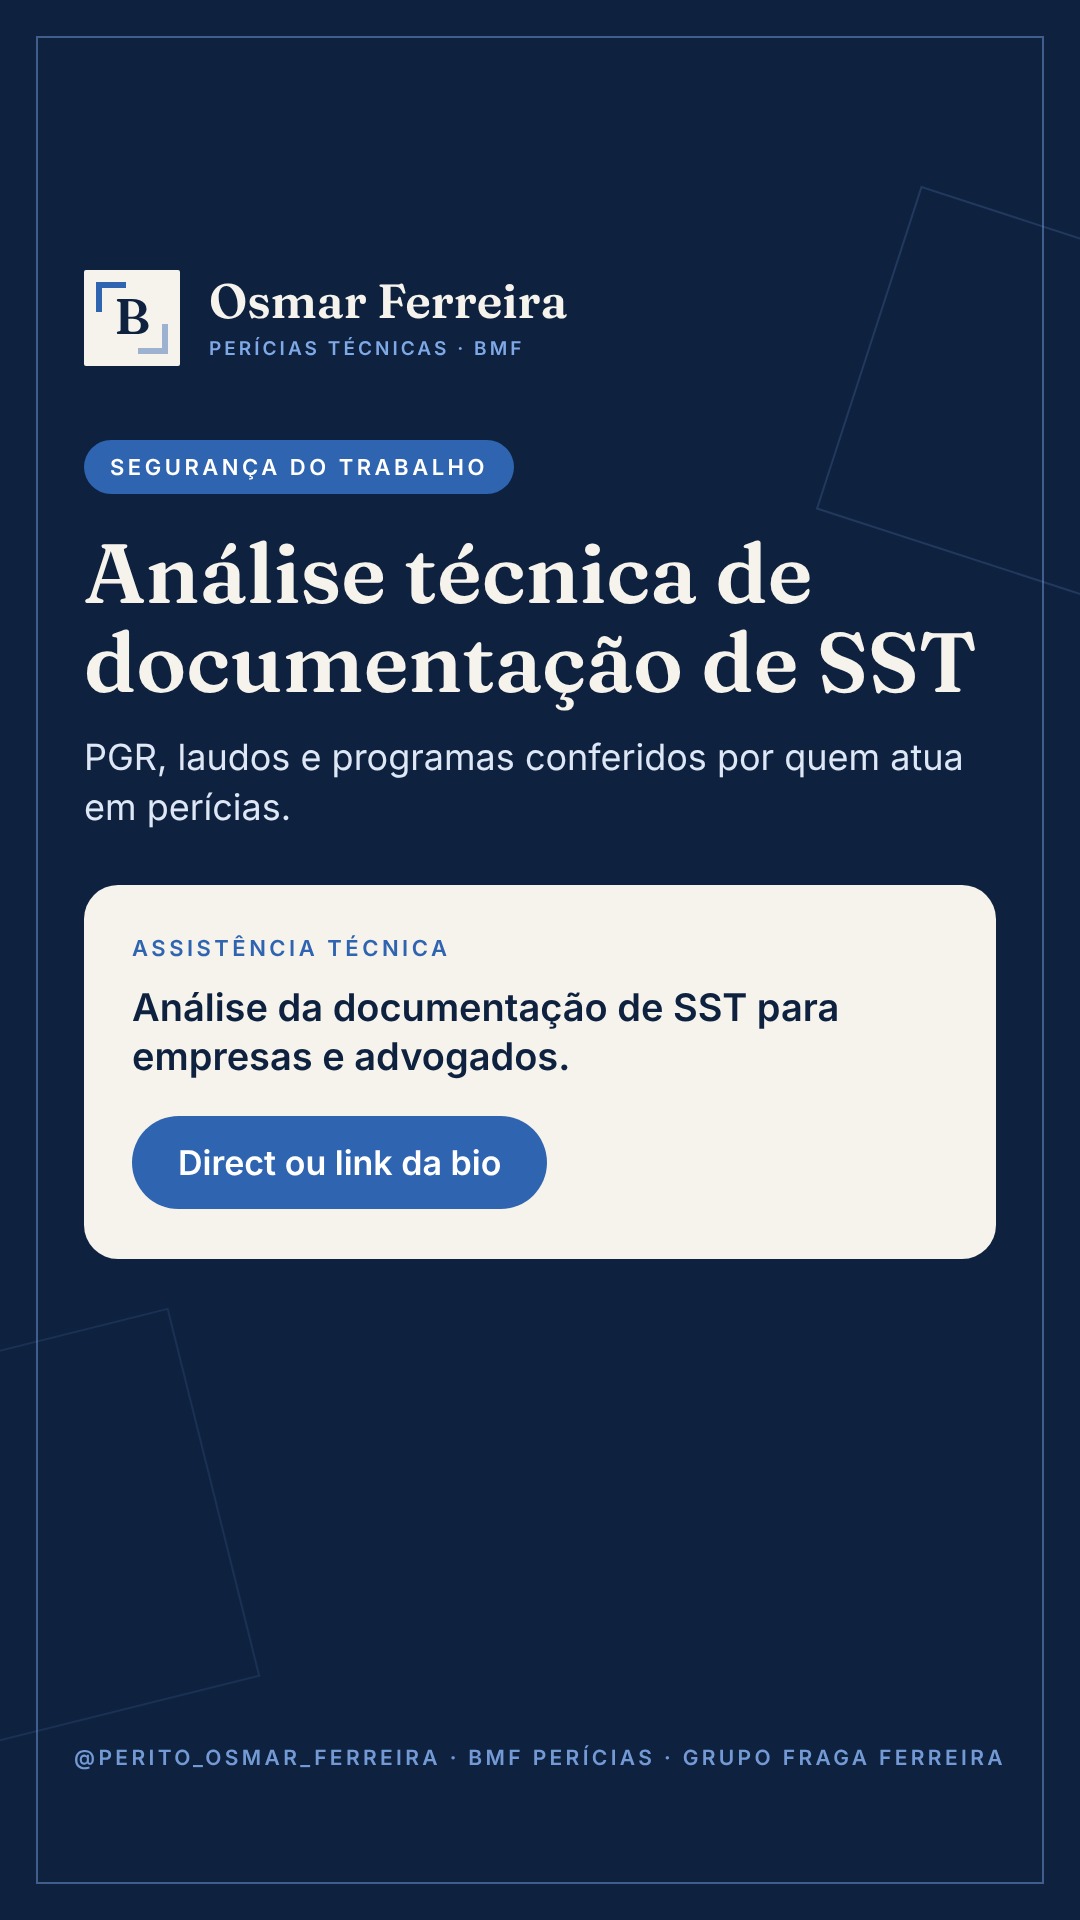 B
Osmar Ferreira
PERÍCIAS TÉCNICAS · BMF
SEGURANÇA DO TRABALHO
Análise técnica de
documentação de SST
PGR, laudos e programas conferidos por quem atua
em perícias.
ASSISTÊNCIA TÉCNICA
Análise da documentação de SST para
empresas e advogados.
Direct ou link da bio
@PERITO_OSMAR_FERREIRA · BMF PERÍCIAS · GRUPO FRAGA FERREIRA